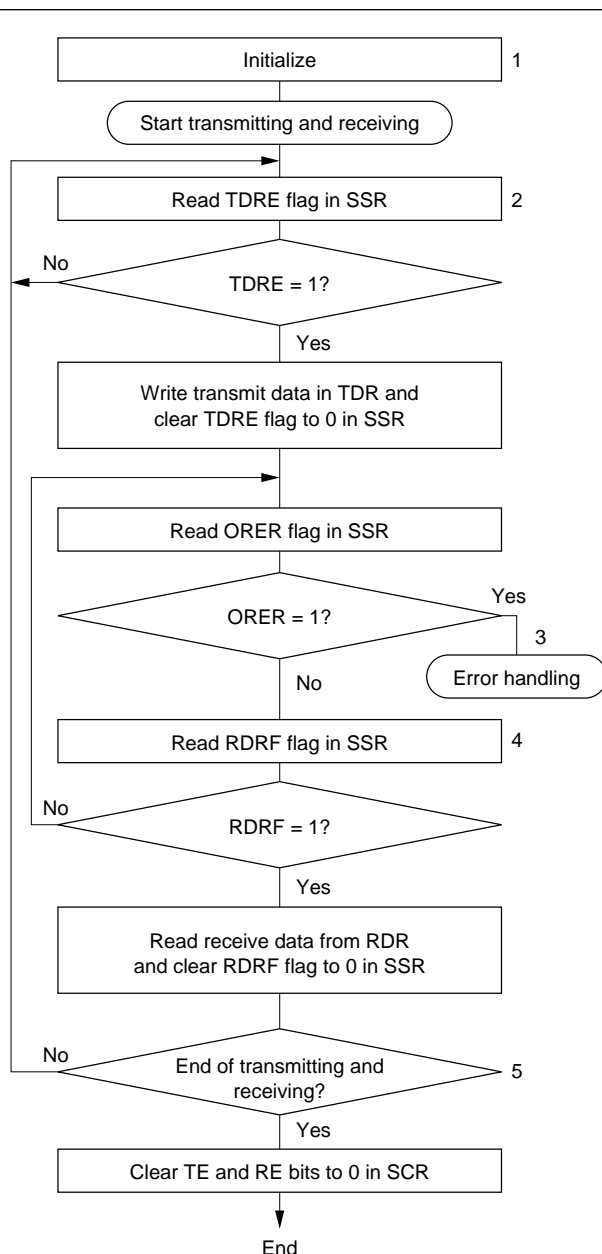 Initialize
1
Start transmitting and receiving
Read TDRE flag in SSR
2
No
TDRE = 1?
Yes
Write transmit data in TDR and
clear TDRE flag to 0 in SSR
Read ORER flag in SSR
Yes
ORER = 1?
3
Error handling
No
Read RDRF flag in SSR
4
No
RDRF = 1?
Yes
Read receive data from RDR
and clear RDRF flag to 0 in SSR
No
End of transmitting and
receiving?
5
Yes
Clear TE and RE bits to 0 in SCR
End